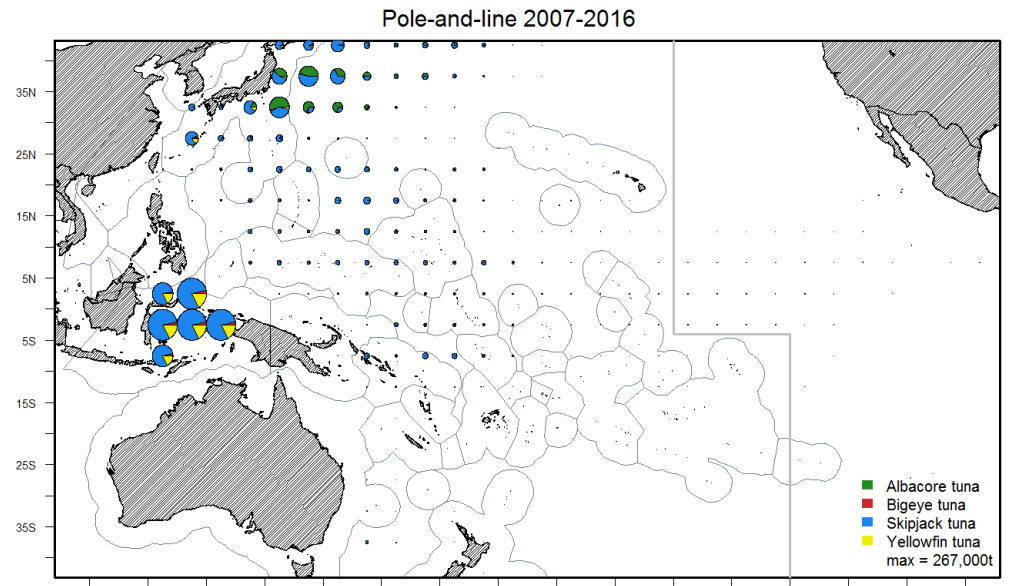 Pole-and-line 2007-2016
35N
25N
15N
5N
5S
15S
25S
35S
Albacore tuna
Bigeye tuna
Skipjack tuna
Yellowfin tuna
max = 267,000t